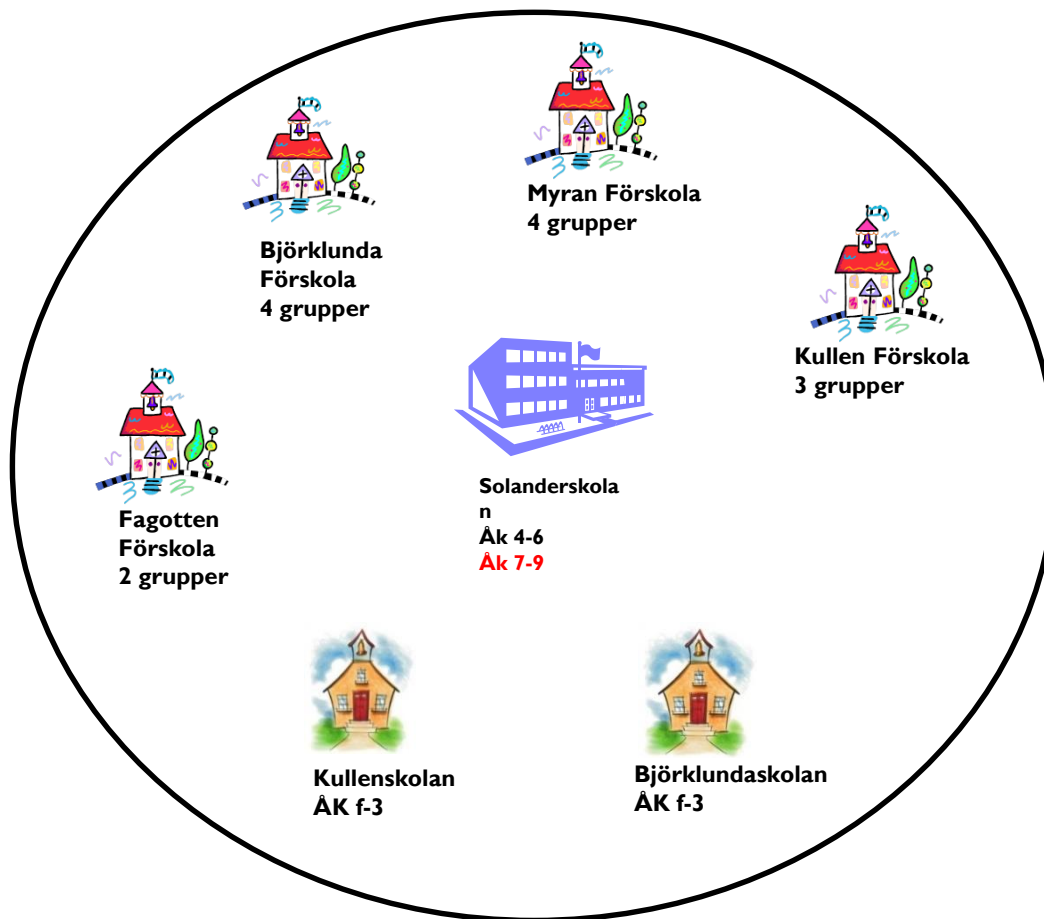 Myran Förskola
4 grupper
Björklunda
Förskola
4 grupper
Kullen Förskola
3 grupper
Fagotten
Förskola
2 grupper
Solanderskola
n
Åk 4-6
Åk 7-9
Kullenskolan
ÅK f-3
Björklundaskolan
ÅK f-3